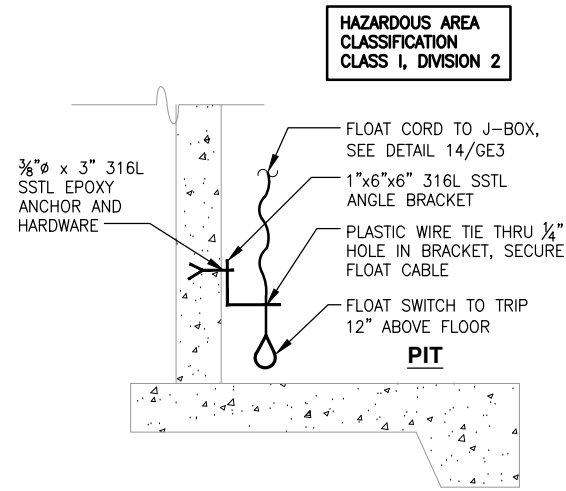 HAZARDOUS AREA
CLASSIFICATION
CLASS I, DIVISION 2
FLOAT CORD TO J-BOX,
SEE DETAIL 14/GE3
3/8"ø x 3" 316L
SSTL EPOXY
ANCHOR AND
HARDWARE
1"x6"x6" 316L SSTL
ANGLE BRACKET
PLASTIC WIRE TIE THRU 1/4"
HOLE IN BRACKET, SECURE
FLOAT CABLE
FLOAT SWITCH TO TRIP
12" ABOVE FLOOR
PIT